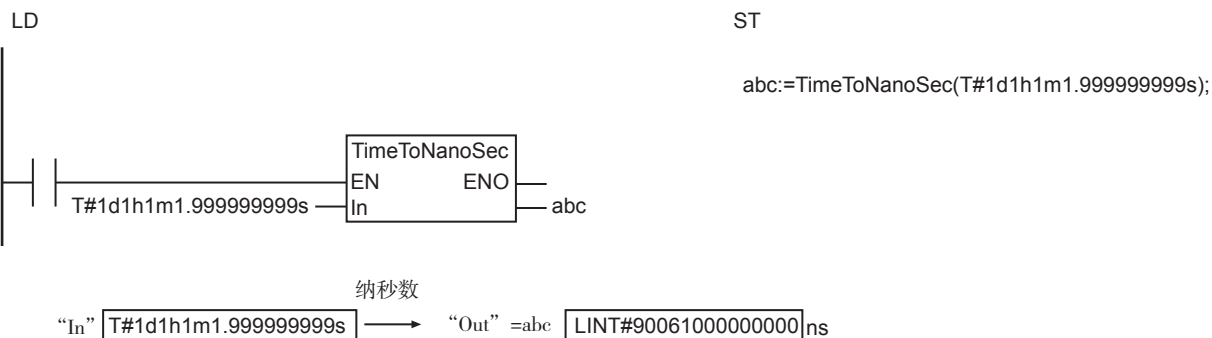 LD
ST
abc:=TimeToNanoSec(T#1d1h1m1.999999999s);
TimeToNanoSec
EN ENO
T#1d1h1m1.999999999s In abc
纳秒数
“In” T#1d1h1m1.999999999s “Out” =abc LINT#90061000000000 ns